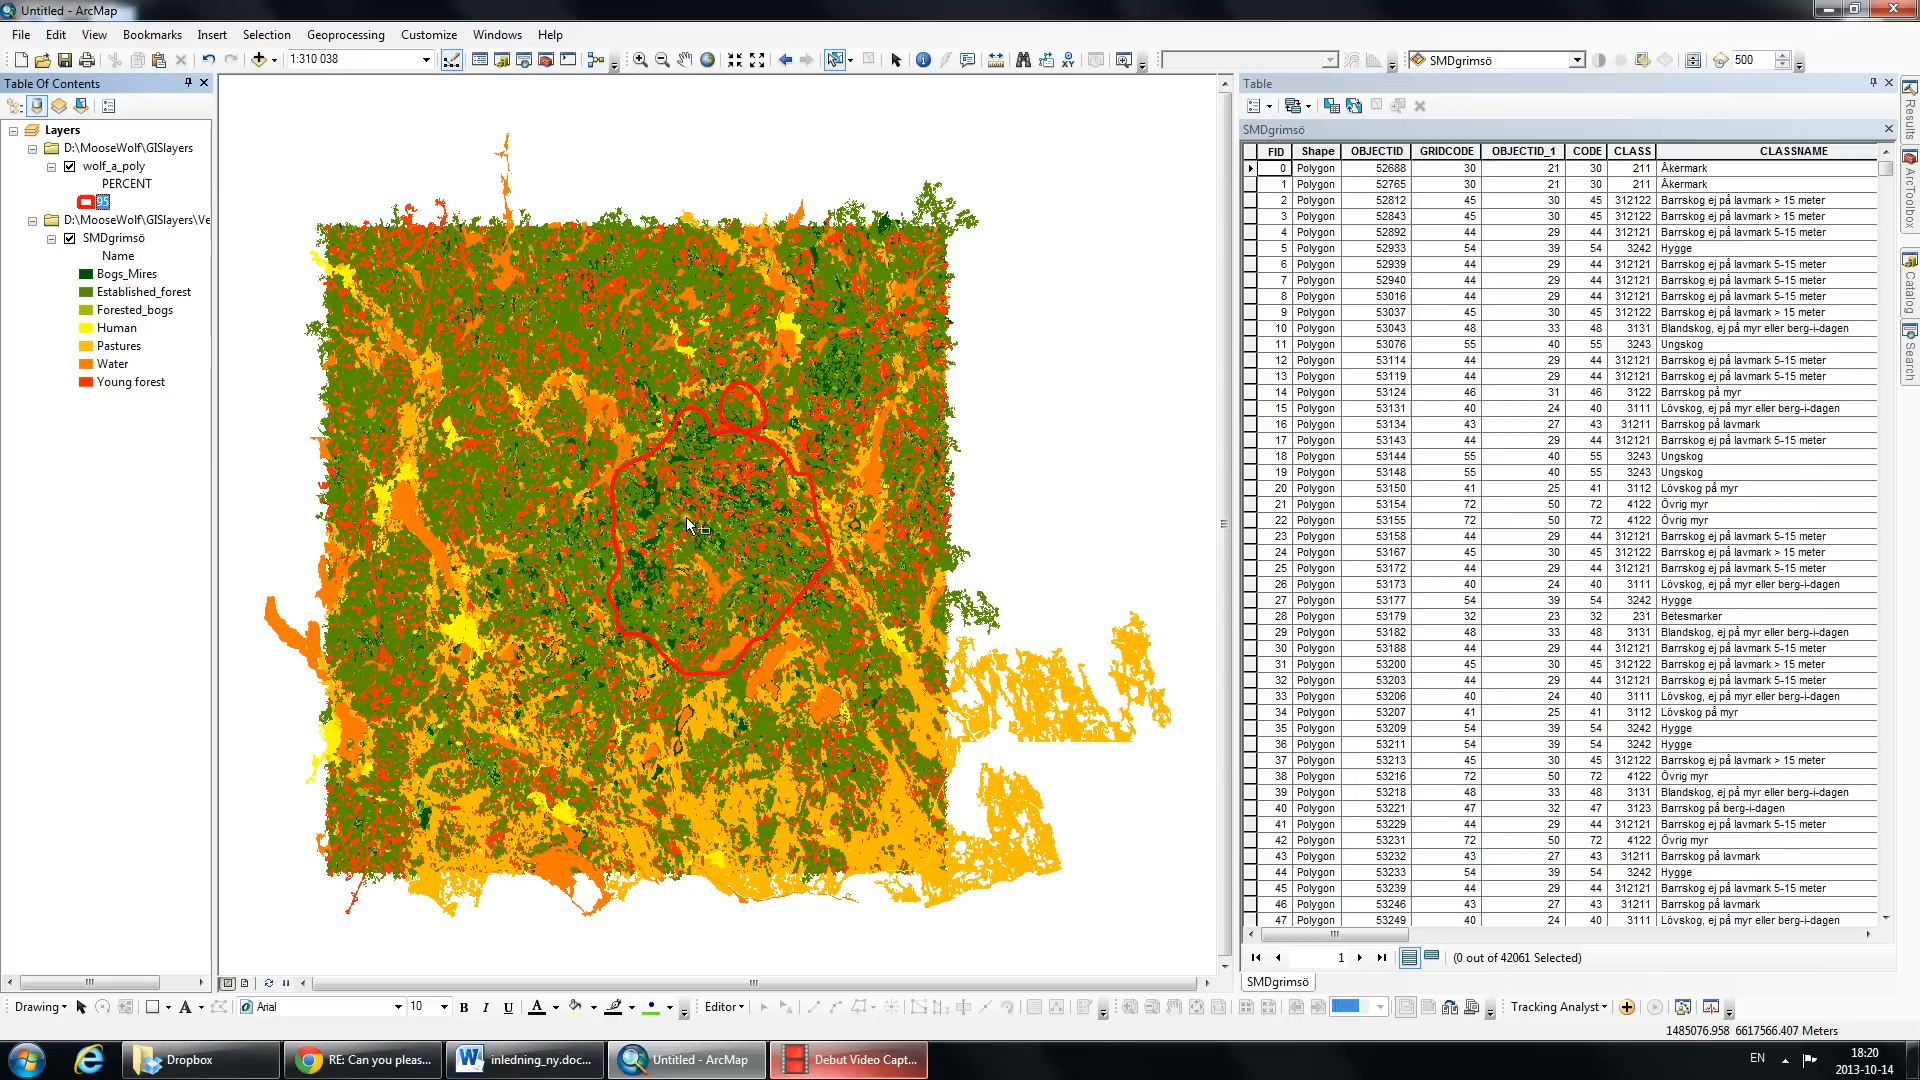 Untitled - ArcMap
File Edit View Bookmarks Insert Selection Geoprocessing Customize Windows Help
1:310 038
SMDgrimsö
500
Table Of Contents
Layers
D:\MooseWolf\GISlayers
wolf_a_poly
PERCENT
95
D:\MooseWolf\GISlayers\Ve
SMDgrimsö
Name
Bogs_Mires
Established_forest
Forested_bogs
Human
Pastures
Water
Young forest
Table
SMDgrimsö
FID Shape OBJECTID GRIDCODE OBJECTID_1 CODE CLASS CLASSNAME
0 Polygon 52688 30 21 30 211 Åkermark
1 Polygon 52765 30 21 30 211 Åkermark
2 Polygon 52812 45 30 45 312122 Barrskog ej på lavmark > 15 meter
3 Polygon 52843 45 30 45 312122 Barrskog ej på lavmark > 15 meter
4 Polygon 52892 44 29 44 312121 Barrskog ej på lavmark 5-15 meter
5 Polygon 52933 54 39 54 3242 Hygge
6 Polygon 52939 44 29 44 312121 Barrskog ej på lavmark 5-15 meter
7 Polygon 52940 44 29 44 312121 Barrskog ej på lavmark 5-15 meter
8 Polygon 53016 44 29 44 312121 Barrskog ej på lavmark 5-15 meter
9 Polygon 53037 45 30 45 312122 Barrskog ej på lavmark > 15 meter
10 Polygon 53043 48 33 48 3131 Blandskog, ej på myr eller berg-i-dagen
11 Polygon 53076 55 40 55 3243 Ungskog
12 Polygon 53114 44 29 44 312121 Barrskog ej på lavmark 5-15 meter
13 Polygon 53119 44 29 44 312121 Barrskog ej på lavmark 5-15 meter
14 Polygon 53124 46 31 46 3122 Barrskog på myr
15 Polygon 53131 40 24 40 3111 Lövskog, ej på myr eller berg-i-dagen
16 Polygon 53134 43 27 43 31211 Barrskog på lavmark
17 Polygon 53143 44 29 44 312121 Barrskog ej på lavmark 5-15 meter
18 Polygon 53144 55 40 55 3243 Ungskog
19 Polygon 53148 55 40 55 3243 Ungskog
20 Polygon 53150 41 25 41 3112 Lövskog på myr
21 Polygon 53154 72 50 72 4122 Övrig myr
22 Polygon 53155 72 50 72 4122 Övrig myr
23 Polygon 53158 44 29 44 312121 Barrskog ej på lavmark 5-15 meter
24 Polygon 53167 45 30 45 312122 Barrskog ej på lavmark > 15 meter
25 Polygon 53172 44 29 44 312121 Barrskog ej på lavmark 5-15 meter
26 Polygon 53173 40 24 40 3111 Lövskog, ej på myr eller berg-i-dagen
27 Polygon 53177 54 39 54 3242 Hygge
28 Polygon 53179 32 23 32 231 Betesmarker
29 Polygon 53182 48 33 48 3131 Blandskog, ej på myr eller berg-i-dagen
30 Polygon 53188 44 29 44 312121 Barrskog ej på lavmark 5-15 meter
31 Polygon 53200 45 30 45 312122 Barrskog ej på lavmark > 15 meter
32 Polygon 53203 44 29 44 312121 Barrskog ej på lavmark 5-15 meter
33 Polygon 53206 40 24 40 3111 Lövskog, ej på myr eller berg-i-dagen
34 Polygon 53207 41 25 41 3112 Lövskog på myr
35 Polygon 53209 54 39 54 3242 Hygge
36 Polygon 53211 54 39 54 3242 Hygge
37 Polygon 53213 45 30 45 312122 Barrskog ej på lavmark > 15 meter
38 Polygon 53216 72 50 72 4122 Övrig myr
39 Polygon 53218 48 33 48 3131 Blandskog, ej på myr eller berg-i-dagen
40 Polygon 53221 47 32 47 3123 Barrskog på berg-i-dagen
41 Polygon 53229 44 29 44 312121 Barrskog ej på lavmark 5-15 meter
42 Polygon 53231 72 50 72 4122 Övrig myr
43 Polygon 53232 43 27 43 31211 Barrskog på lavmark
44 Polygon 53233 54 39 54 3242 Hygge
45 Polygon 53239 44 29 44 312121 Barrskog ej på lavmark 5-15 meter
46 Polygon 53246 43 27 43 31211 Barrskog på lavmark
47 Polygon 53249 40 24 40 3111 Lövskog, ej på myr eller berg-i-dagen
1 (0 out of 42061 Selected)
SMDgrimsö
Results
ArcToolbox
Catalog
Search
Drawing Arial 10 B I U A Editor Tracking Analyst
1485076.958 6617566.407 Meters
Dropbox RE: Can you pleas... inledning_ny.doc... Untitled - ArcMap Debut Video Capt... EN 18:20
2013-10-14